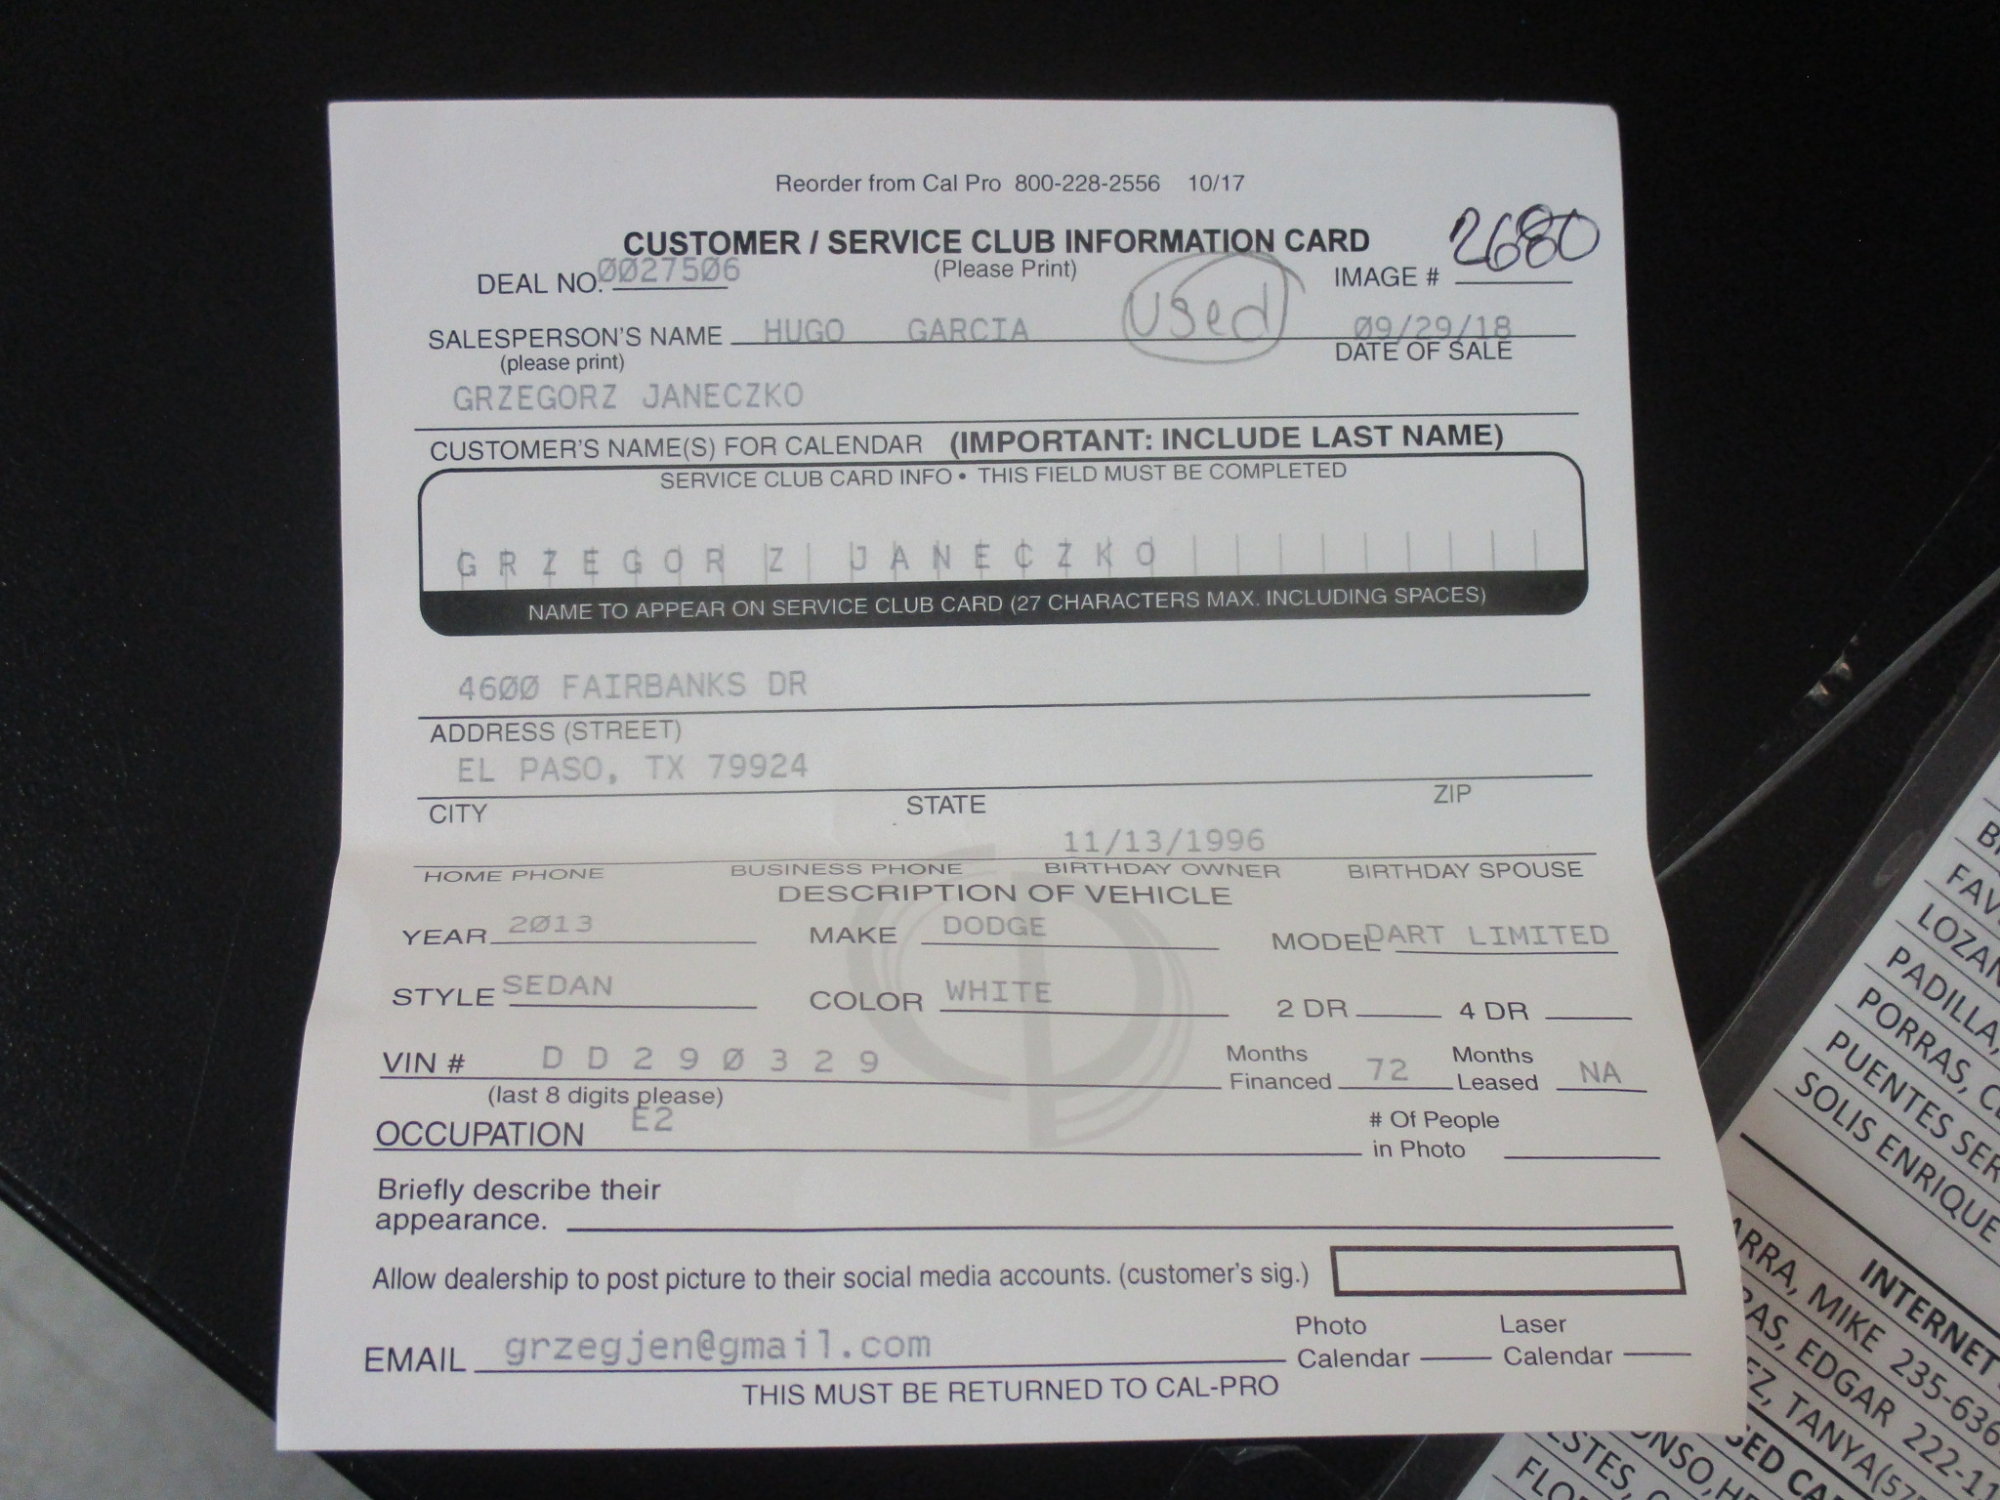 Reorder from Cal Pro 800-228-2556 10/17
CUSTOMER / SERVICE CLUB INFORMATION CARD
2680
DEAL NO. 0027506 (Please Print) IMAGE #
SALESPERSON'S NAME HUGO GARCIA Used 09/29/18
(please print) DATE OF SALE
GRZEGORZ JANECZKO
CUSTOMER'S NAME(S) FOR CALENDAR (IMPORTANT: INCLUDE LAST NAME)
SERVICE CLUB CARD INFO • THIS FIELD MUST BE COMPLETED
G R Z E G O R Z J A N E C Z K O
NAME TO APPEAR ON SERVICE CLUB CARD (27 CHARACTERS MAX. INCLUDING SPACES)
4600 FAIRBANKS DR
ADDRESS (STREET)
EL PASO, TX 79924
CITY STATE ZIP
11/13/1996
HOME PHONE BUSINESS PHONE BIRTHDAY OWNER BIRTHDAY SPOUSE
DESCRIPTION OF VEHICLE
YEAR 2013 MAKE DODGE MODEL DART LIMITED
STYLE SEDAN COLOR WHITE 2 DR 4 DR
VIN # D D 2 9 0 3 2 9 Months Financed 72 Months Leased NA
(last 8 digits please)
OCCUPATION E2 # Of People in Photo
Briefly describe their
appearance.
Allow dealership to post picture to their social media accounts. (customer's sig.)
EMAIL grzegjen@gmail.com Photo Calendar Laser Calendar
THIS MUST BE RETURNED TO CAL-PRO
LOZAN
PADILLA,
PORRAS, C
PUENTES SER
SOLIS ENRIQUE
INTERNET
ARRA, MIKE 235-636
AS, EDGAR 222-11
EZ, TANYA(57
SED CA
ONSO, H
ESTES,
FLO